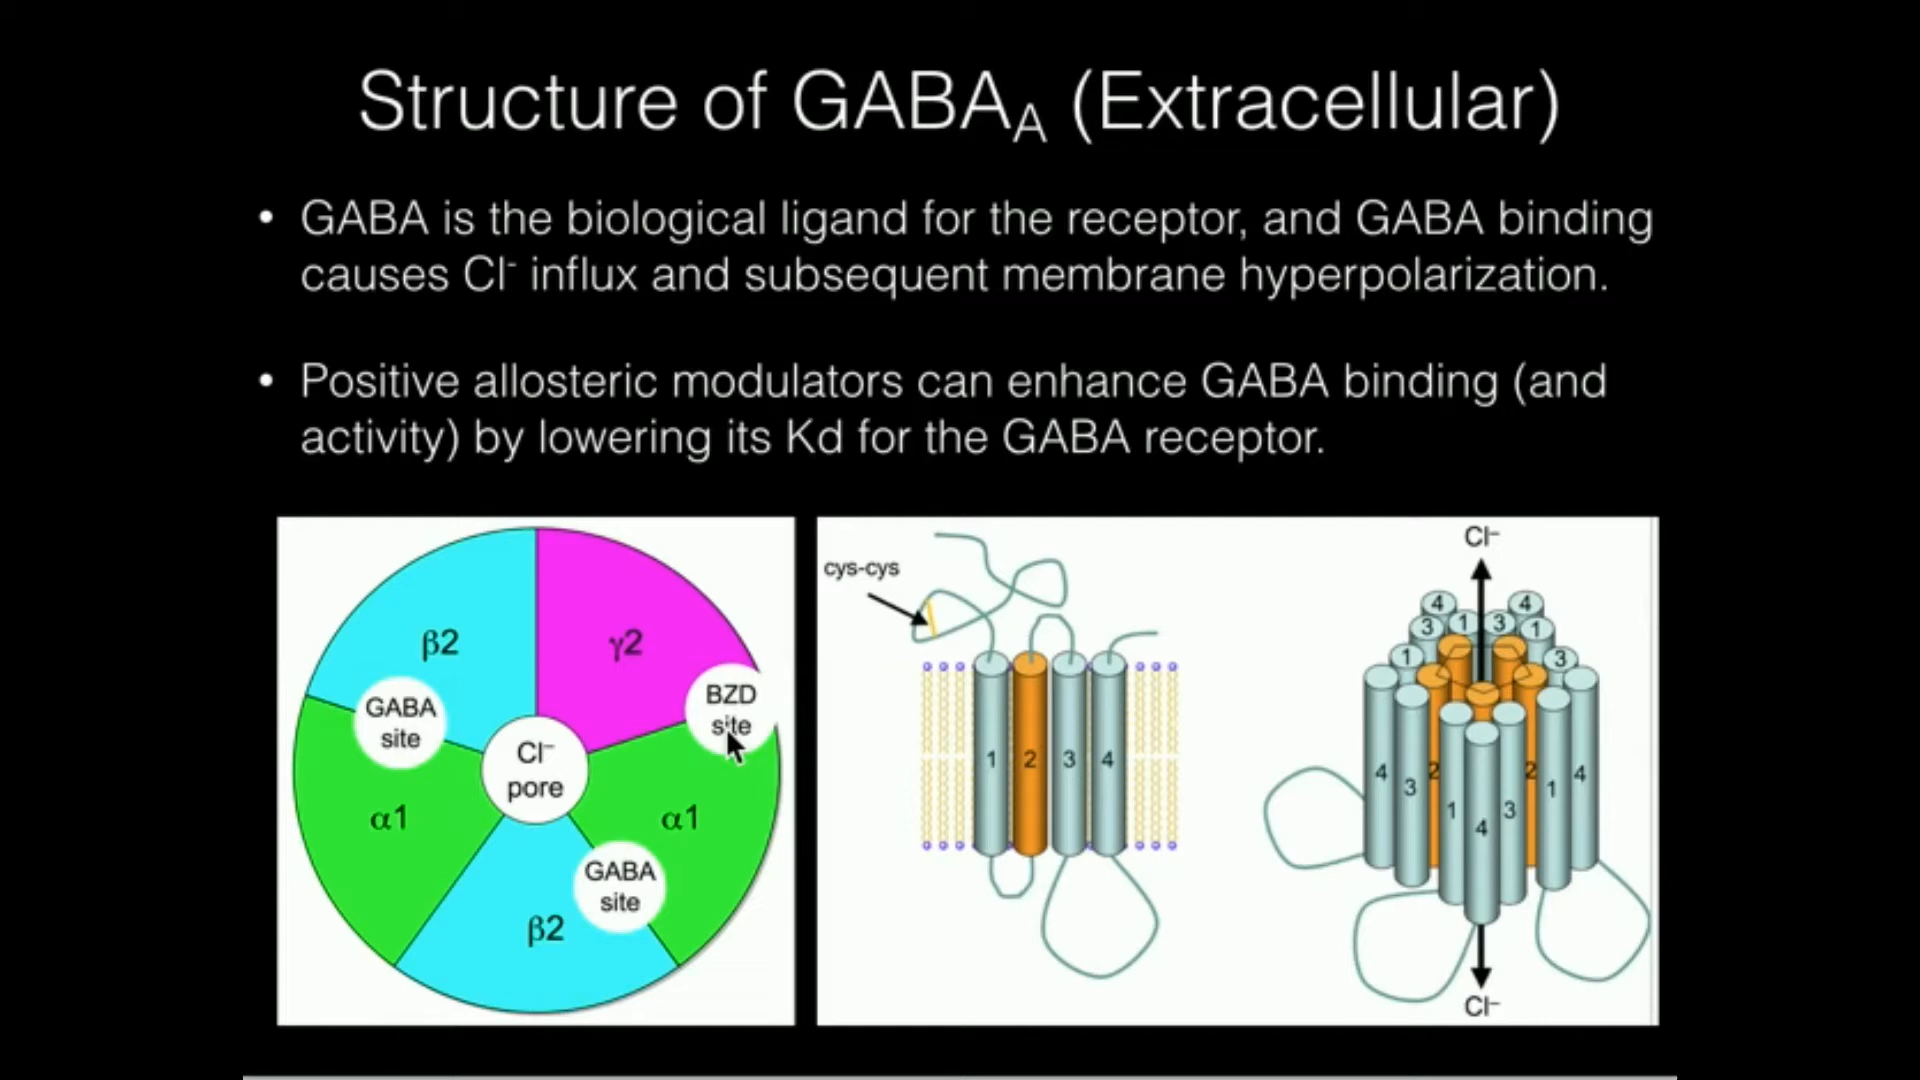 Structure of GABA_A (Extracellular)
• GABA is the biological ligand for the receptor, and GABA binding
causes Cl⁻ influx and subsequent membrane hyperpolarization.
• Positive allosteric modulators can enhance GABA binding (and
activity) by lowering its Kd for the GABA receptor.
β2
γ2
GABA
site
BZD
site
Cl⁻
pore
α1
α1
GABA
site
β2
cys-cys
1
2
3
4
Cl⁻
4
4
3
1
3
1
1
3
4
3
2
1
4
3
2
1
4
Cl⁻